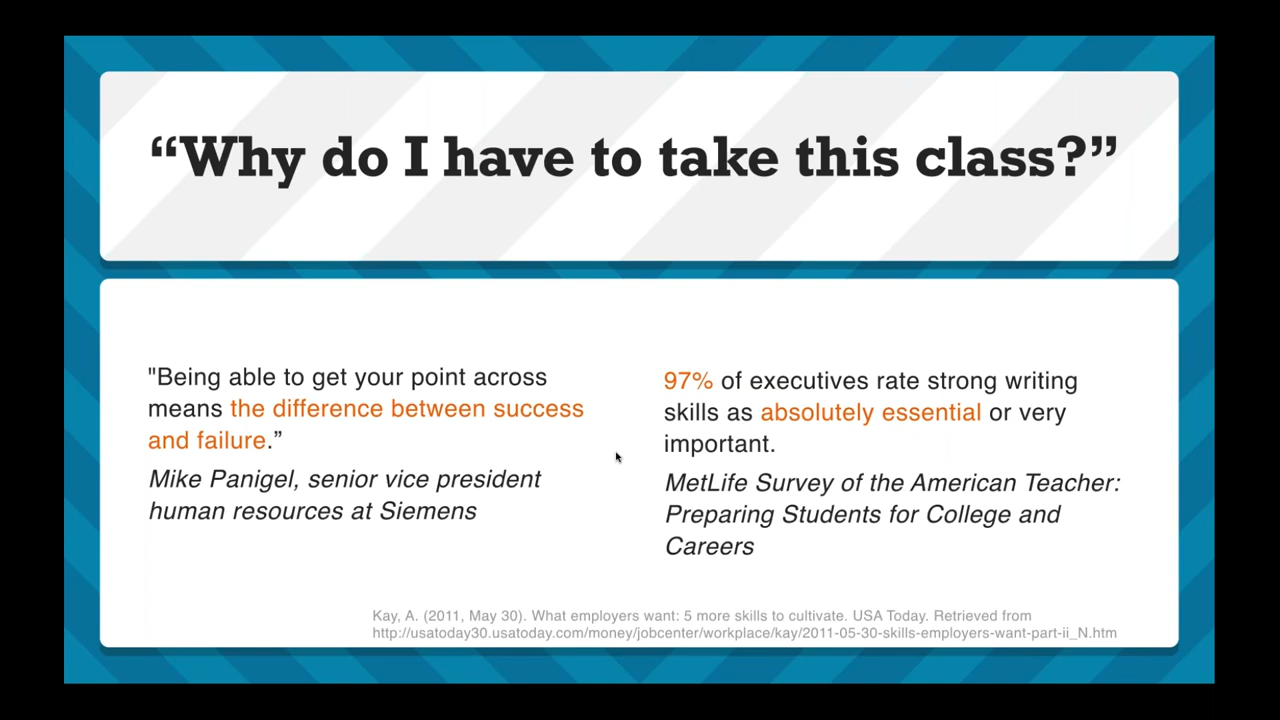 “Why do I have to take this class?”
"Being able to get your point across
means the difference between success
and failure.”
Mike Panigel, senior vice president
human resources at Siemens
97% of executives rate strong writing
skills as absolutely essential or very
important.
MetLife Survey of the American Teacher:
Preparing Students for College and
Careers
Kay, A. (2011, May 30). What employers want: 5 more skills to cultivate. USA Today. Retrieved from
http://usatoday30.usatoday.com/money/jobcenter/workplace/kay/2011-05-30-skills-employers-want-part-ii_N.htm